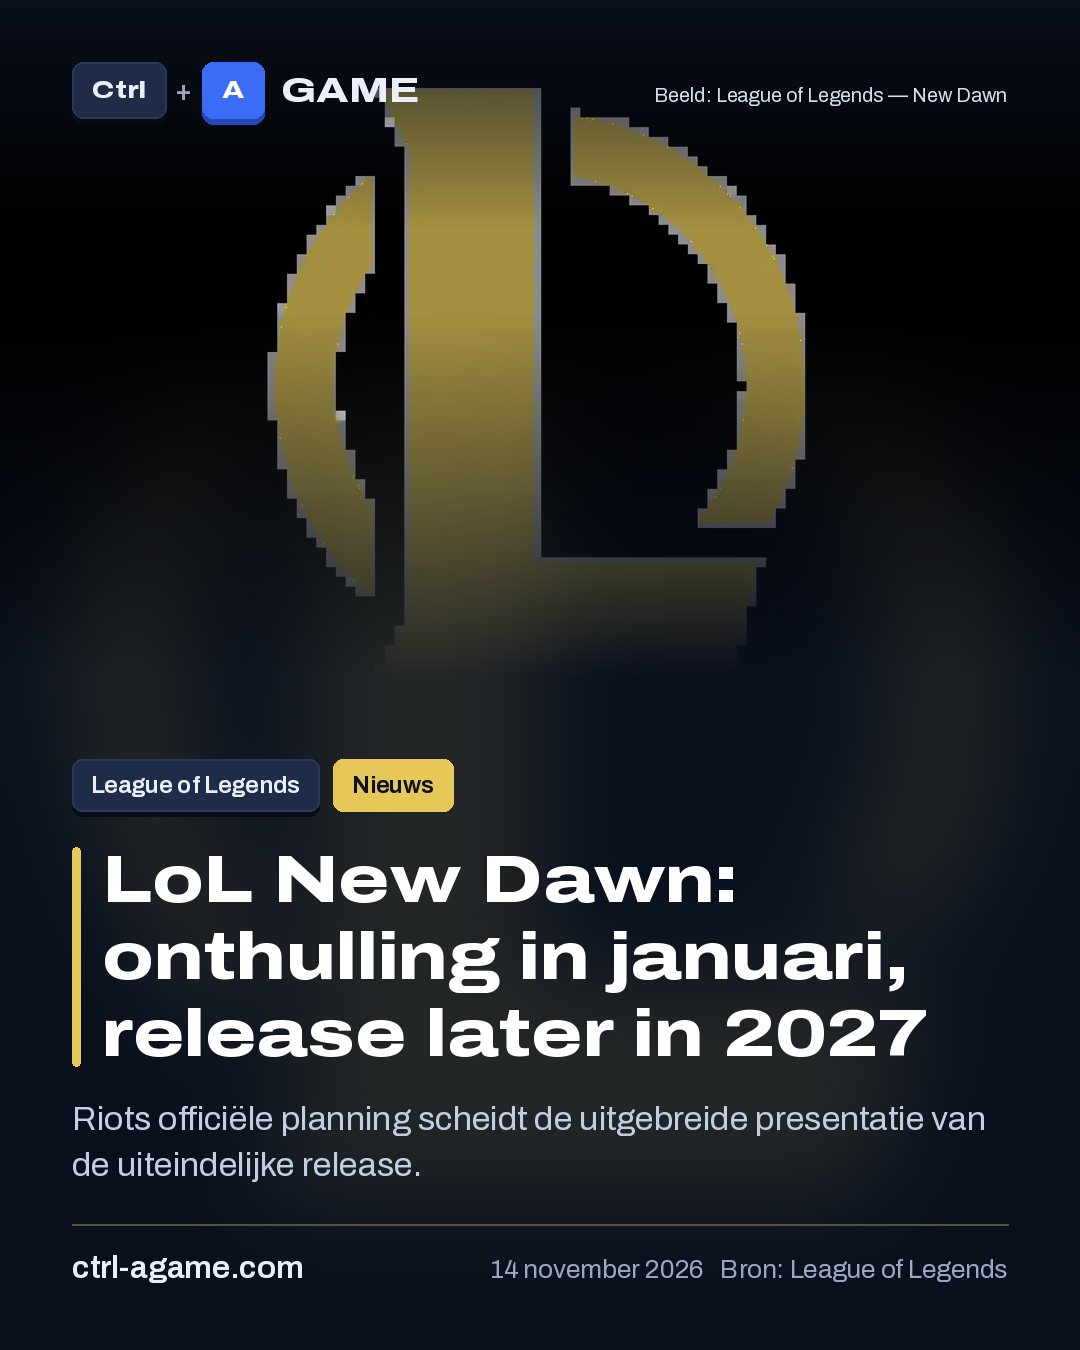 Ctrl + A GAME
Beeld: League of Legends — New Dawn
League of Legends Nieuws
LoL New Dawn:
onthulling in januari,
release later in 2027
Riots officiële planning scheidt de uitgebreide presentatie van
de uiteindelijke release.
ctrl-agame.com
14 november 2026 Bron: League of Legends